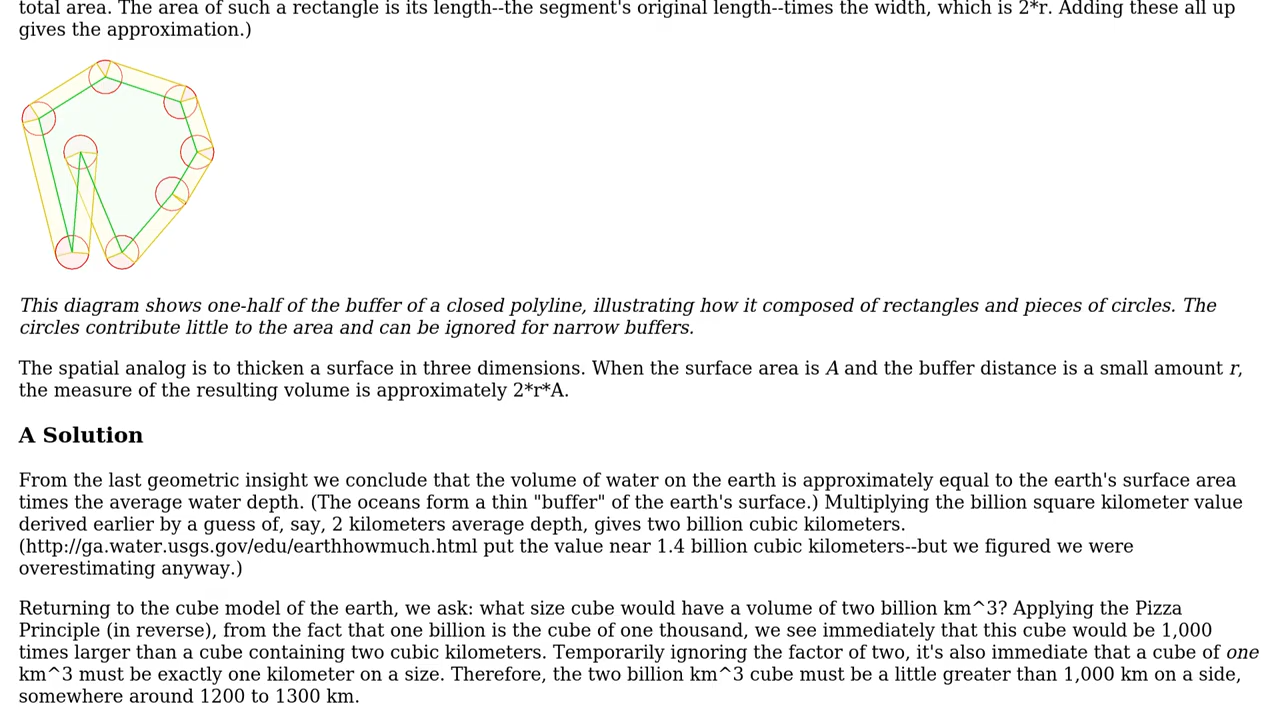 total area. The area of such a rectangle is its length--the segment's original length--times the width, which is 2*r. Adding these all up
gives the approximation.)
This diagram shows one-half of the buffer of a closed polyline, illustrating how it composed of rectangles and pieces of circles. The
circles contribute little to the area and can be ignored for narrow buffers.
The spatial analog is to thicken a surface in three dimensions. When the surface area is A and the buffer distance is a small amount r,
the measure of the resulting volume is approximately 2*r*A.
A Solution
From the last geometric insight we conclude that the volume of water on the earth is approximately equal to the earth's surface area
times the average water depth. (The oceans form a thin "buffer" of the earth's surface.) Multiplying the billion square kilometer value
derived earlier by a guess of, say, 2 kilometers average depth, gives two billion cubic kilometers.
(http://ga.water.usgs.gov/edu/earthhowmuch.html put the value near 1.4 billion cubic kilometers--but we figured we were
overestimating anyway.)
Returning to the cube model of the earth, we ask: what size cube would have a volume of two billion km^3? Applying the Pizza
Principle (in reverse), from the fact that one billion is the cube of one thousand, we see immediately that this cube would be 1,000
times larger than a cube containing two cubic kilometers. Temporarily ignoring the factor of two, it's also immediate that a cube of one
km^3 must be exactly one kilometer on a size. Therefore, the two billion km^3 cube must be a little greater than 1,000 km on a side,
somewhere around 1200 to 1300 km.